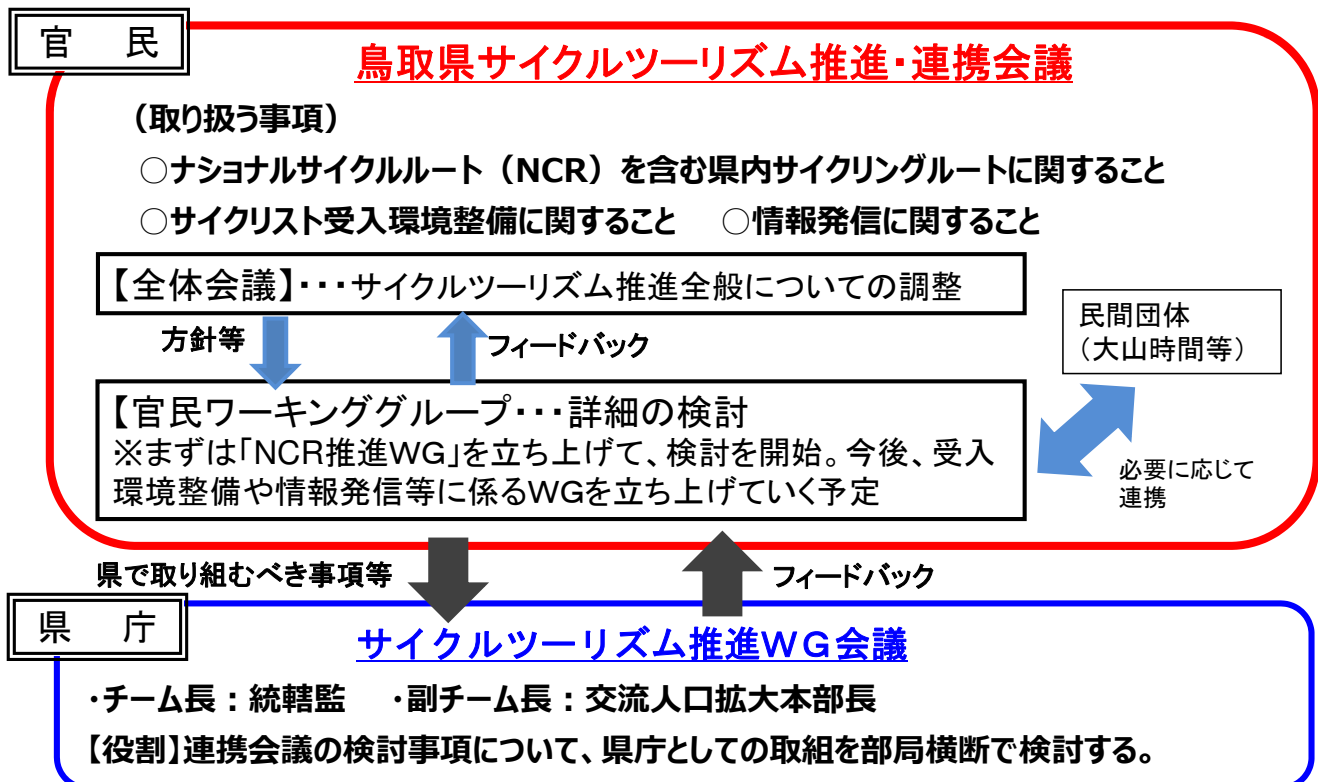 官　民
鳥取県サイクルツーリズム推進・連携会議
（取り扱う事項）
○ナショナルサイクルルート（NCR）を含む県内サイクリングルートに関すること
○サイクリスト受入環境整備に関すること　○情報発信に関すること
【全体会議】・・・サイクルツーリズム推進全般についての調整
方針等
フィードバック
民間団体
（大山時間等）
【官民ワーキンググループ・・・詳細の検討
※まずは「NCR推進WG」を立ち上げて、検討を開始。今後、受入
環境整備や情報発信等に係るWGを立ち上げていく予定
必要に応じて
連携
県で取り組むべき事項等
フィードバック
県　庁
サイクルツーリズム推進ＷＧ会議
・チーム長：統轄監　・副チーム長：交流人口拡大本部長
【役割】連携会議の検討事項について、県庁としての取組を部局横断で検討する。